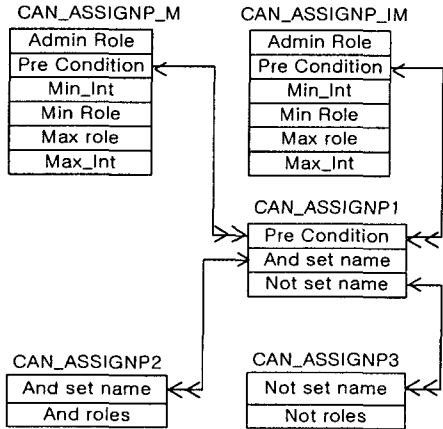 CAN_ASSIGNP_M
Admin Role
Pre Condition
Min_Int
Min Role
Max role
Max_Int
CAN_ASSIGNP_IM
Admin Role
Pre Condition
Min_Int
Min Role
Max role
Max_Int
CAN_ASSIGNP1
Pre Condition
And set name
Not set name
CAN_ASSIGNP2
And set name
And roles
CAN_ASSIGNP3
Not set name
Not roles